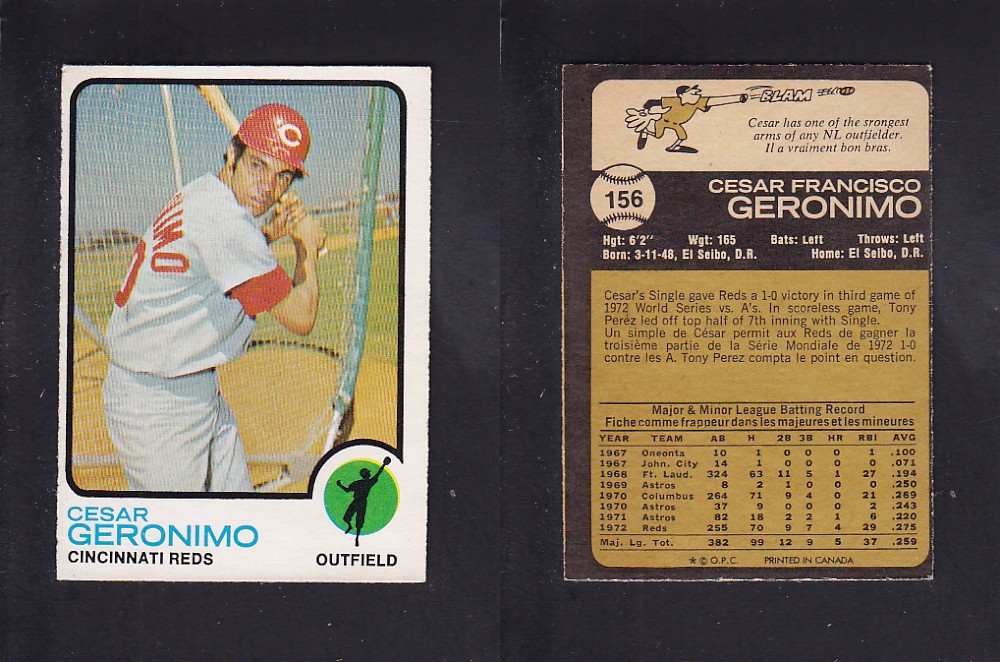 C
IMO
0
CESAR
GERONIMO
CINCINNATI REDS
OUTFIELD
BLAM
Cesar has one of the srongest
arms of any NL outfielder.
Il a vraiment bon bras.
156
CESAR FRANCISCO
GERONIMO
Hgt: 6'2'' Wgt: 165 Bats: Left Throws: Left
Born: 3-11-48, El Seibo, D.R. Home: El Seibo, D.R.
Cesar's Single gave Reds a 1-0 victory in third game of
1972 World Series vs. A's. In scoreless game, Tony
Peréz led off top half of 7th inning with Single.
Un simple de César permit aux Reds de gagner la
troisième partie de la Série Mondiale de 1972 1-0
contre les A. Tony Perez compta le point en question.
Major & Minor League Batting Record
Fiche comme frappeur dans les majeures et les mineures
YEAR TEAM AB H 2B 3B HR RBI AVG
1967 Oneonta 10 1 0 0 0 1 .100
1967 John. City 14 1 0 0 0 0 .071
1968 Ft. Laud. 324 63 11 5 1 27 .194
1969 Astros 8 2 1 0 0 0 .250
1970 Columbus 264 71 9 4 0 21 .269
1970 Astros 37 9 0 0 0 2 .243
1971 Astros 82 18 2 2 1 6 .220
1972 Reds 255 70 9 7 4 29 .275
Maj. Lg. Tot. 382 99 12 9 5 37 .259
★ © O.P.C. PRINTED IN CANADA